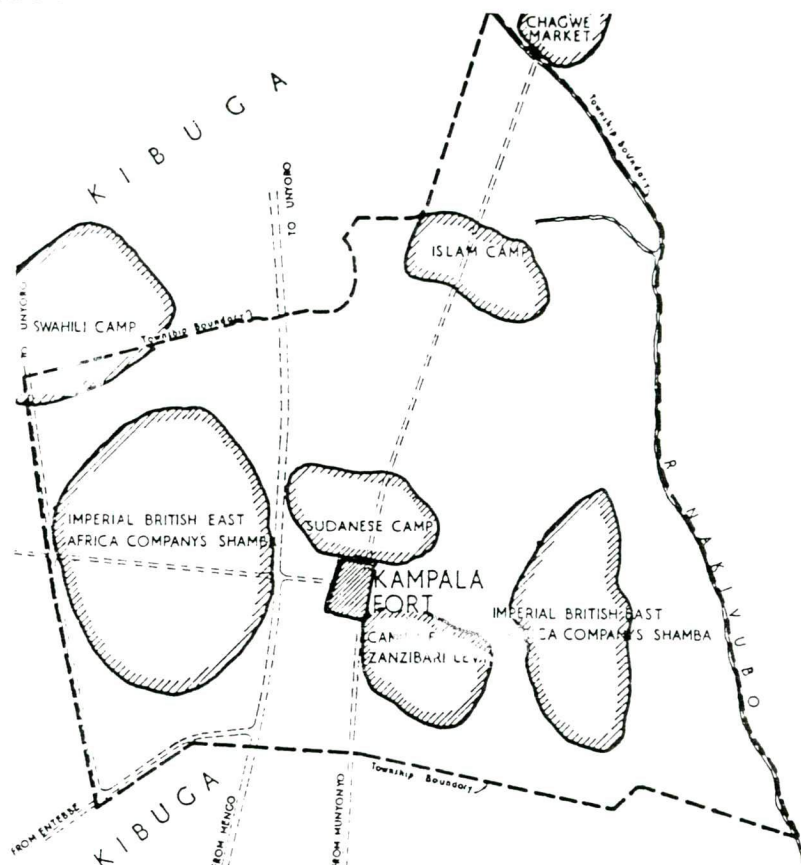 CHAGWE
MARKET
Township Boundary
KIBUGA
TO UNYORO
ISLAM CAMP
TO UNYORO
SWAHILI CAMP
Township Boundary
R. NAKIVUBO
IMPERIAL BRITISH EAST
AFRICA COMPANYS SHAMBA
SUDANESE CAMP
KAMPALA
FORT
IMPERIAL BRITISH EAST
COMPANYS SHAMBA
ZANZIBARI
Township Boundary
FROM ENTEBBE
KIBUGA
FROM MENGO
FROM MUNYONYO